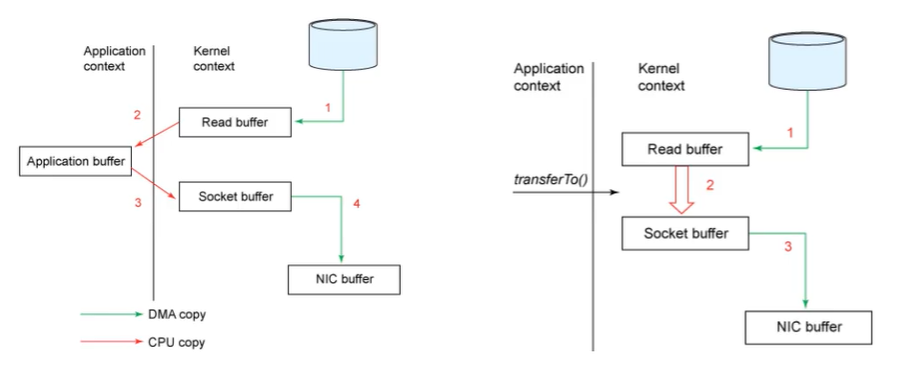 Application
context
Kernel
context
1
2
Read buffer
Application buffer
3
Socket buffer
4
NIC buffer
DMA copy
CPU copy
Application
context
Kernel
context
1
Read buffer
transferTo()
2
Socket buffer
3
NIC buffer